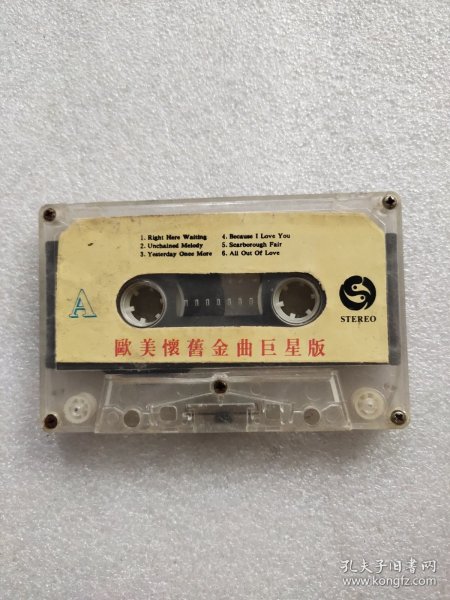 1. Right Here Waiting
2. Unchained Melody
3. Yesterday Once More
4. Because I Love You
5. Scarborough Fair
6. All Out Of Love
A
STEREO
歐美懷舊金曲巨星版
孔夫子旧书网
www.kongfz.com